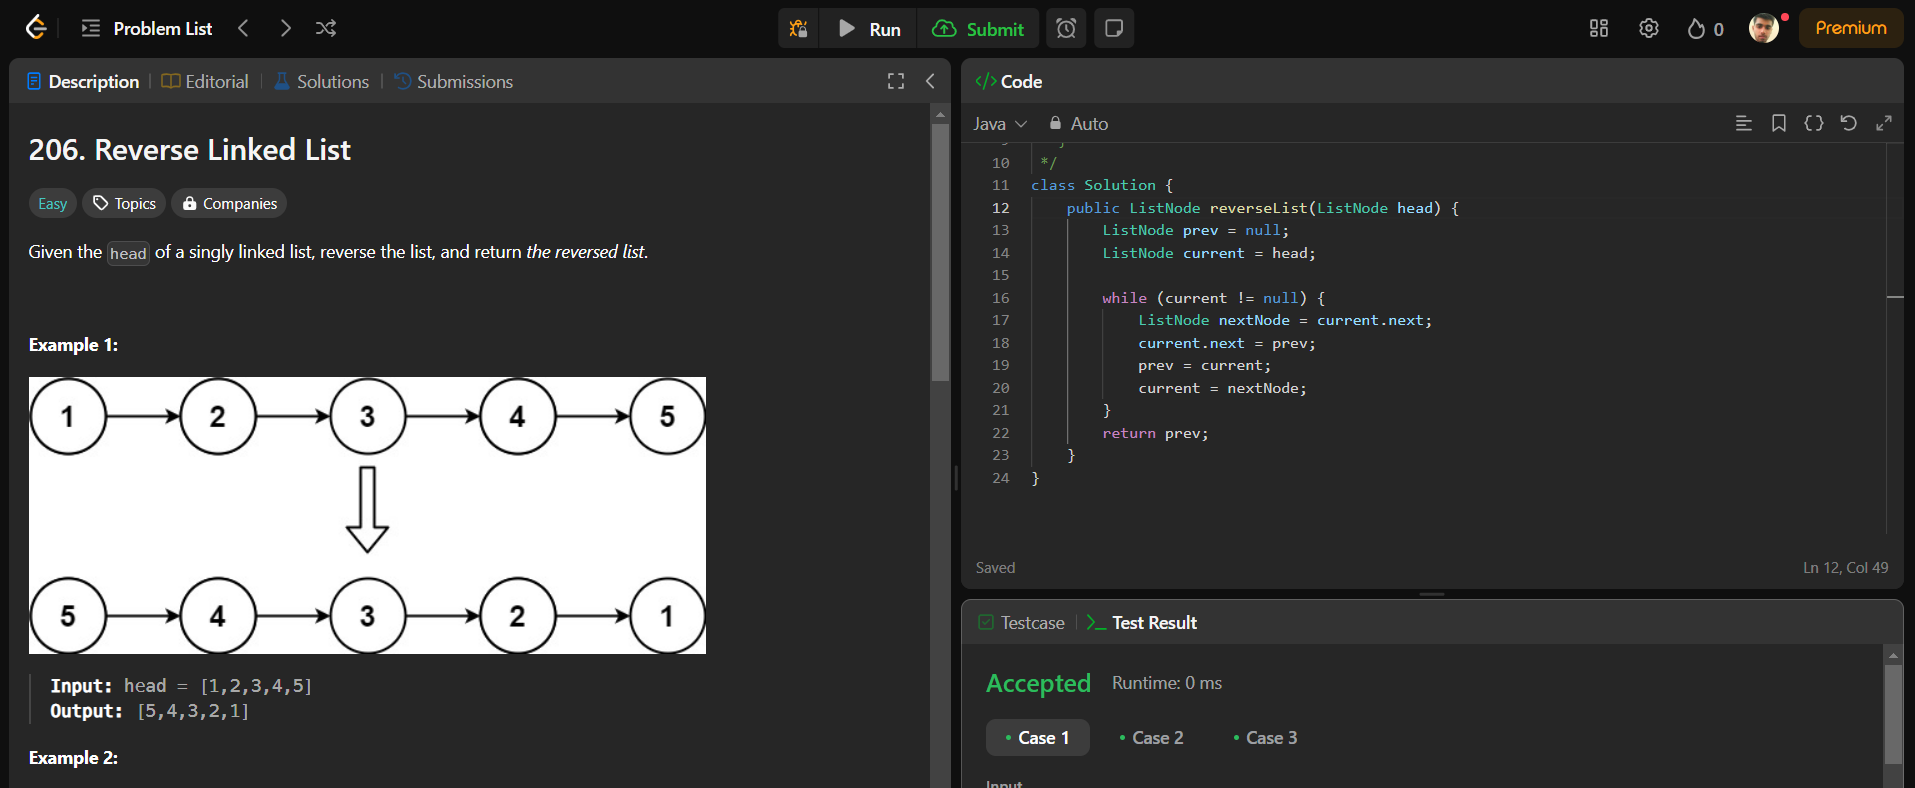 Problem List
Run
Submit
0
Premium
Description
Editorial
Solutions
Submissions
206. Reverse Linked List
Easy
Topics
Companies
Given the head of a singly linked list, reverse the list, and return the reversed list.
Example 1:
1 2 3 4 5
5 4 3 2 1
Input: head = [1,2,3,4,5]
Output: [5,4,3,2,1]
Example 2:
</> Code
Java
Auto
10 */
11 class Solution {
12 public ListNode reverseList(ListNode head) {
13 ListNode prev = null;
14 ListNode current = head;
15
16 while (current != null) {
17 ListNode nextNode = current.next;
18 current.next = prev;
19 prev = current;
20 current = nextNode;
21 }
22 return prev;
23 }
24 }
Saved
Ln 12, Col 49
Testcase
Test Result
Accepted
Runtime: 0 ms
• Case 1
• Case 2
• Case 3